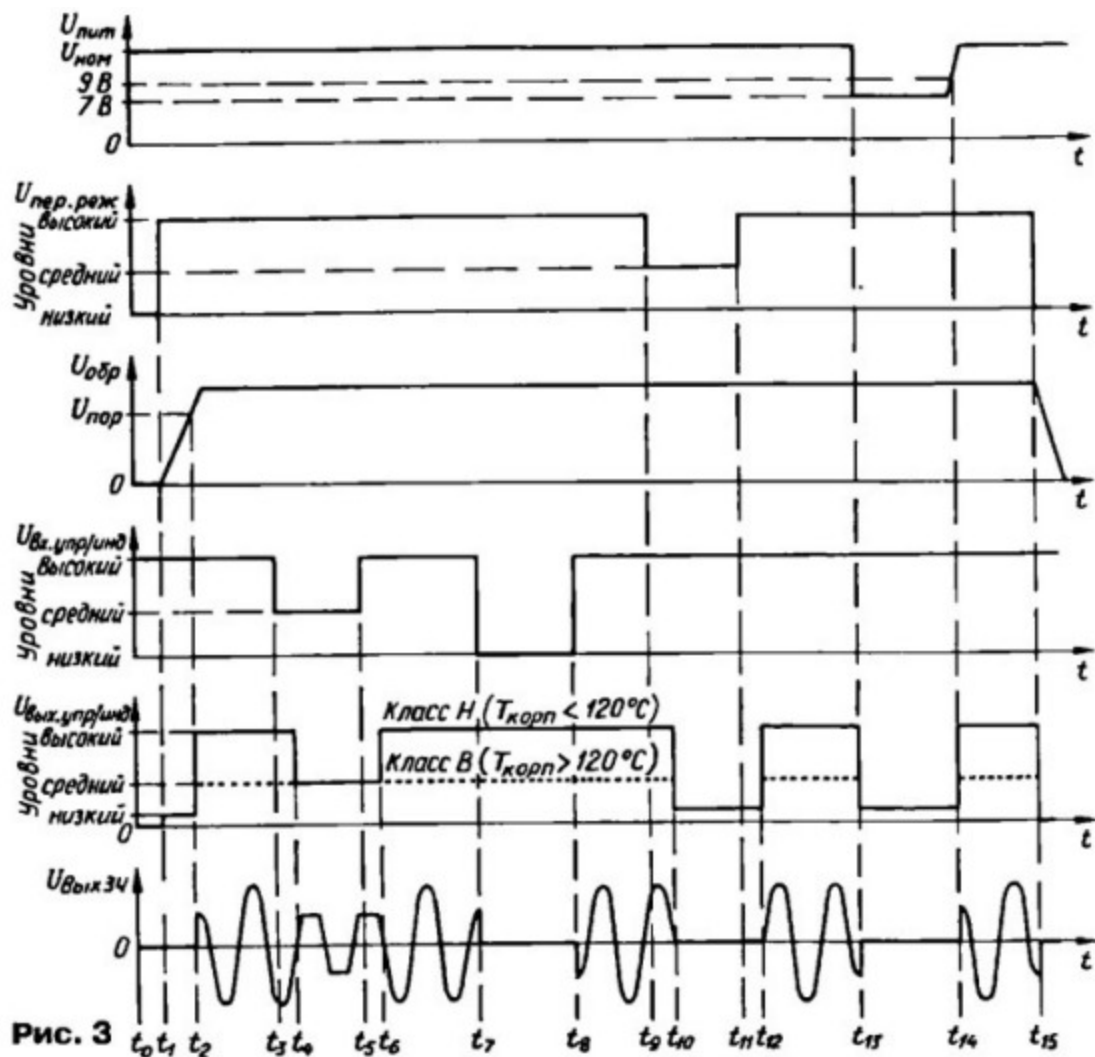 Uпит
Uном
9 В
7 В
0
t
Uпер.реж
Уровни
высокий
средний
низкий
t
Uобр
Uпор
0
t
Uвх.упр/инд
Уровни
высокий
средний
низкий
t
Uвых.упр/инд
Уровни
высокий
средний
низкий
0
Класс H (Tкорп < 120°C)
Класс B (Tкорп > 120°C)
t
Uвых ЗЧ
0
t
Рис. 3 t0 t1 t2 t3 t4 t5 t6 t7 t8 t9 t10 t11 t12 t13 t14 t15